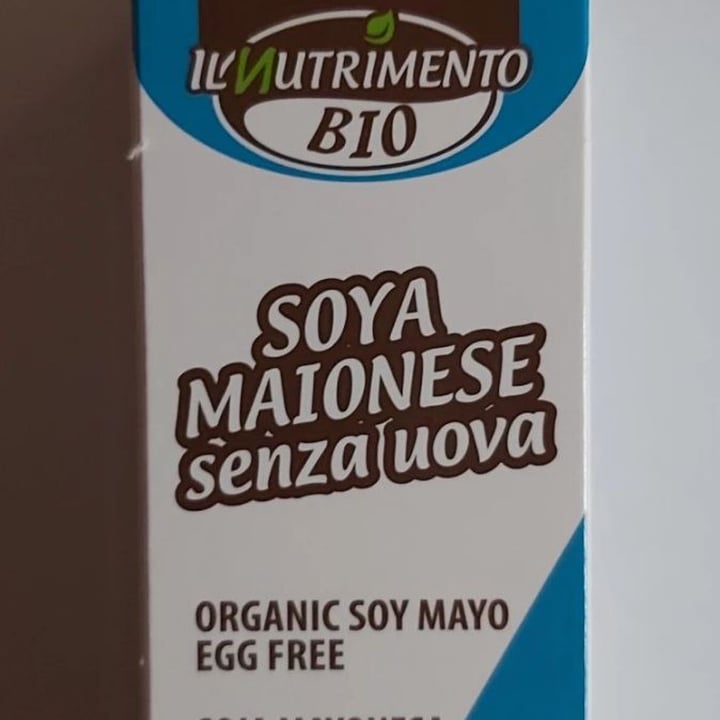 IL NUTRIMENTO
BIO
SOYA
MAIONESE
senza uova
ORGANIC SOY MAYO
EGG FREE